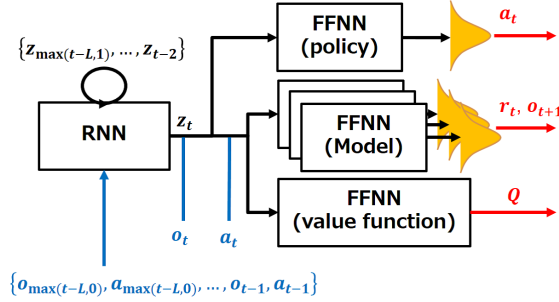 FFNN
(policy)
a_t
{z_max(t-L,1), ..., z_t-2}
RNN
z_t
FFNN
(Model)
r_t, o_t+1
FFNN
(value function)
Q
o_t
a_t
{o_max(t-L,0), a_max(t-L,0), ..., o_t-1, a_t-1}